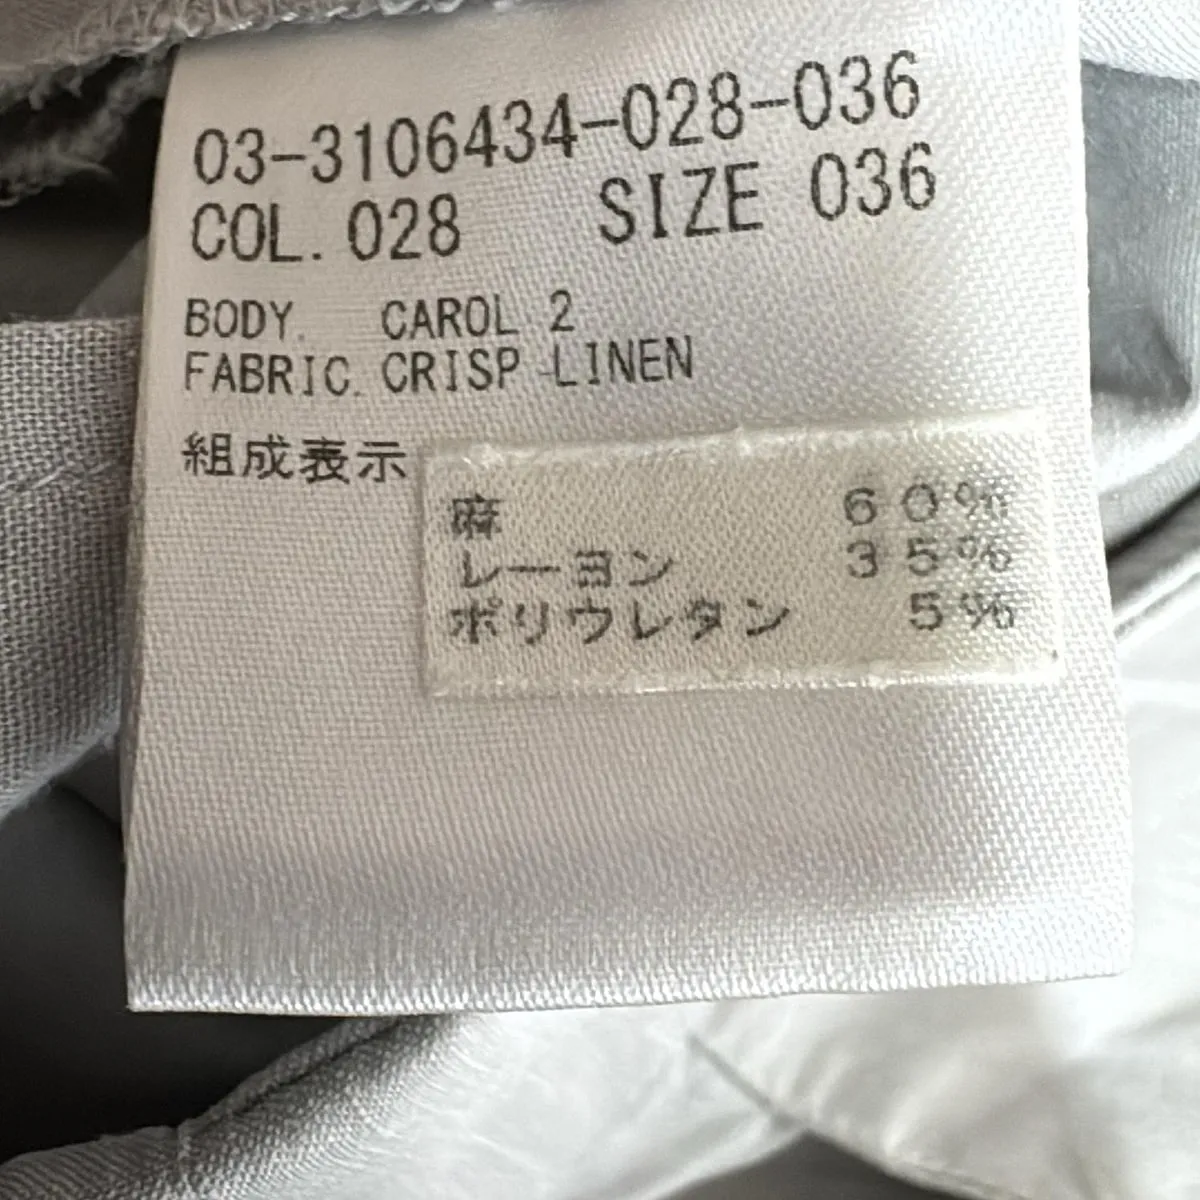 03-3106434-028-036
COL. 028 SIZE 036
BODY. CAROL 2
FABRIC. CRISP LINEN
組成表示
麻 60%
レーヨン 35%
ポリウレタン 5%